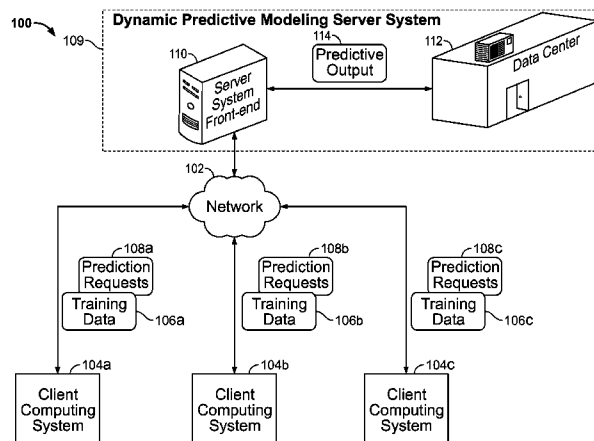 100
109
Dynamic Predictive Modeling Server System
110
114
112
Predictive
Output
Server
System
Front-end
Data Center
102
Network
108a
Prediction
Requests
Training
Data
106a
108b
Prediction
Requests
Training
Data
106b
108c
Prediction
Requests
Training
Data
106c
104a
Client
Computing
System
104b
Client
Computing
System
104c
Client
Computing
System